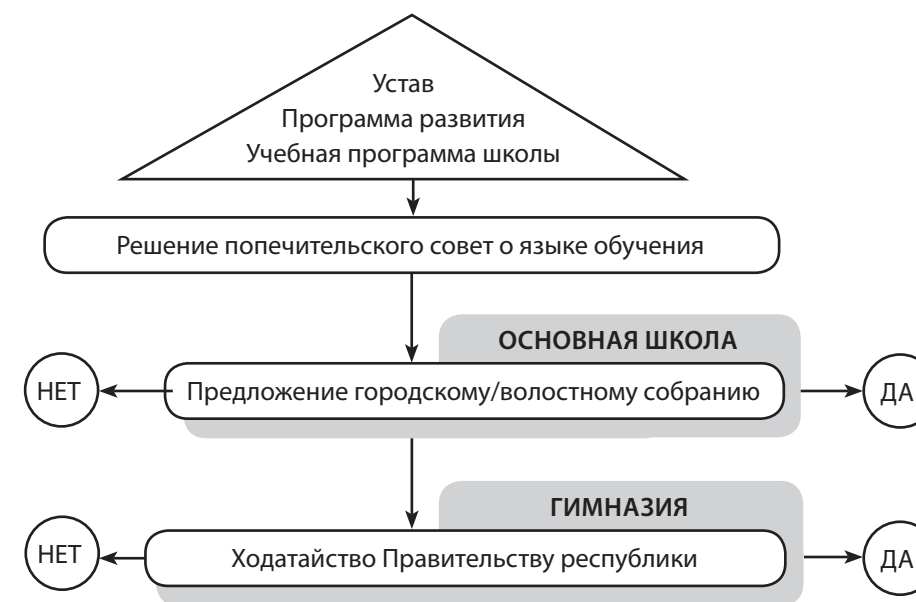 Устав
Программа развития
Учебная программа школы
Решение попечительского совет о языке обучения
ОСНОВНАЯ ШКОЛА
НЕТ
Предложение городскому/волостному собранию
ДА
ГИМНАЗИЯ
НЕТ
Ходатайство Правительству республики
ДА